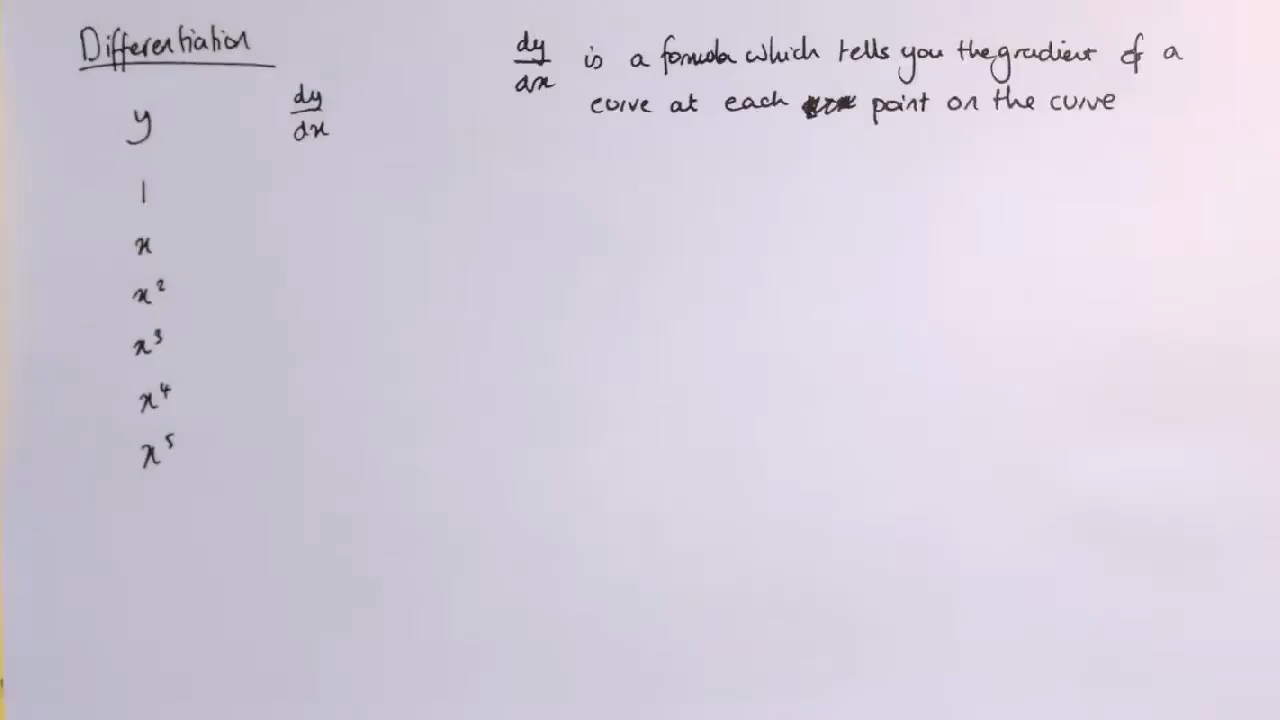 Differentiation
dy/dx is a formula which tells you the gradient of a
curve at each point on the curve
y dy/dx
1
x
x²
x³
x⁴
x⁵